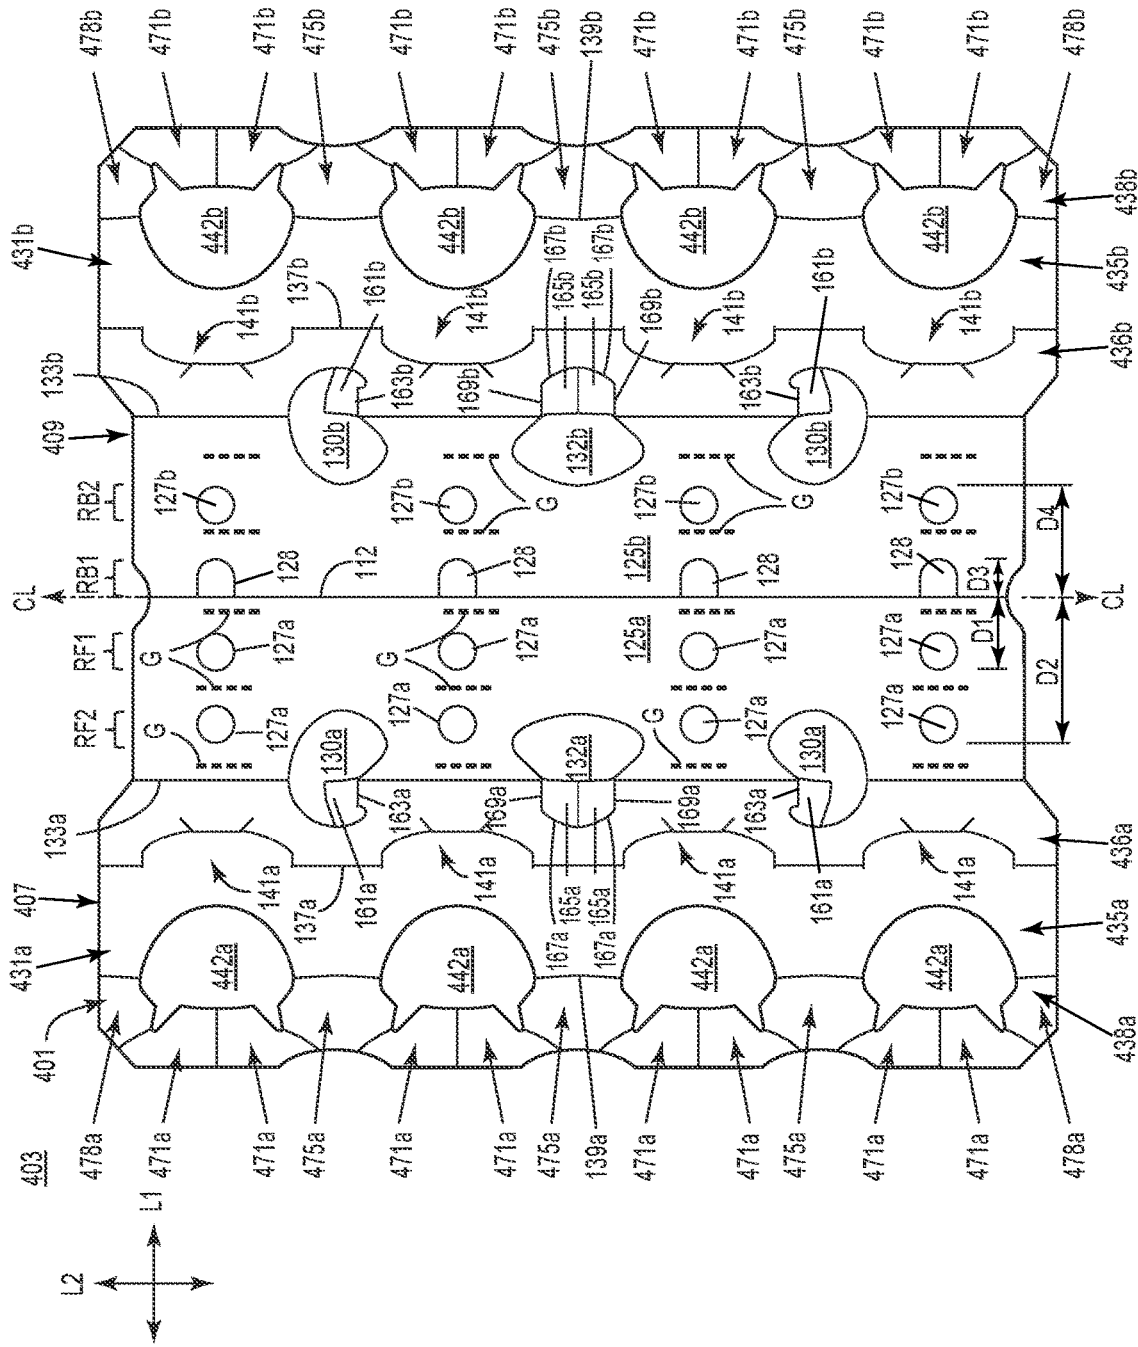 478b
471b
471b
475b
471b
471b
475b
139b
471b
471b
475b
471b
471b
478b
431b
137b
141b
442b
161b
442b
141b
167b
165b
165b
167b
442b
169b
141b
442b
161b
141b
438b
435b
436b
133b
409
130b
163b
169b
132b
163b
130b
RB2
127b
127b
G
G
127b
G
127b
D4
RB1
128
112
128
125b
128
128
D3
CL
CL
RF1
G
127a
G
127a
125a
127a
127a
D1
D2
RF2
G
127a
127a
G
127a
127a
130a
132a
130a
133a
163a
169a
169a
163a
407
141a
137a
161a
141a
167a
165a
165a
167a
141a
161a
141a
436a
435a
431a
401
442a
442a
442a
442a
438a
478a
471a
471a
475a
471a
471a
475a
139a
471a
471a
475a
471a
471a
478a
403
L1
L2